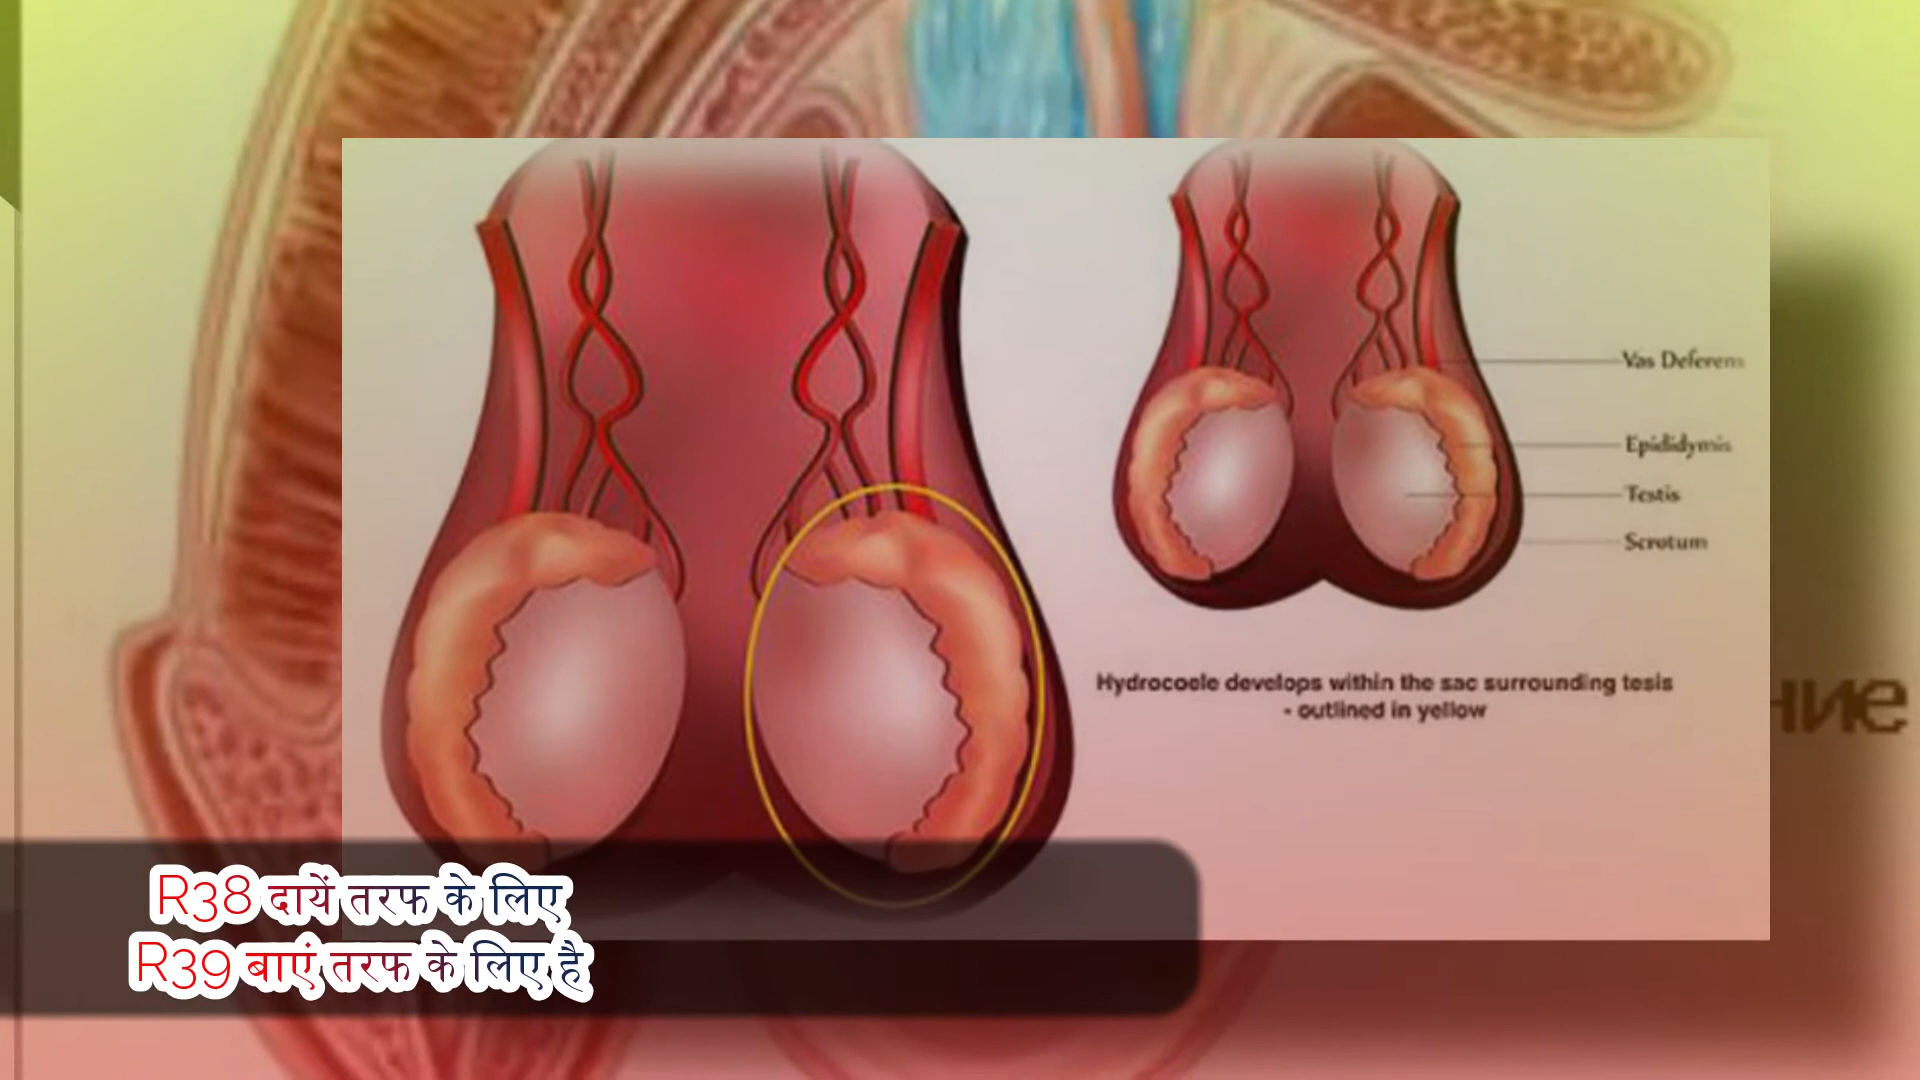 Vas Deferens
Epididymis
Testis
Scrotum
Hydrocoele develops within the sac surrounding tesis
- outlined in yellow
ние
R38 दायें तरफ के लिए
R39 बाएं तरफ के लिए है